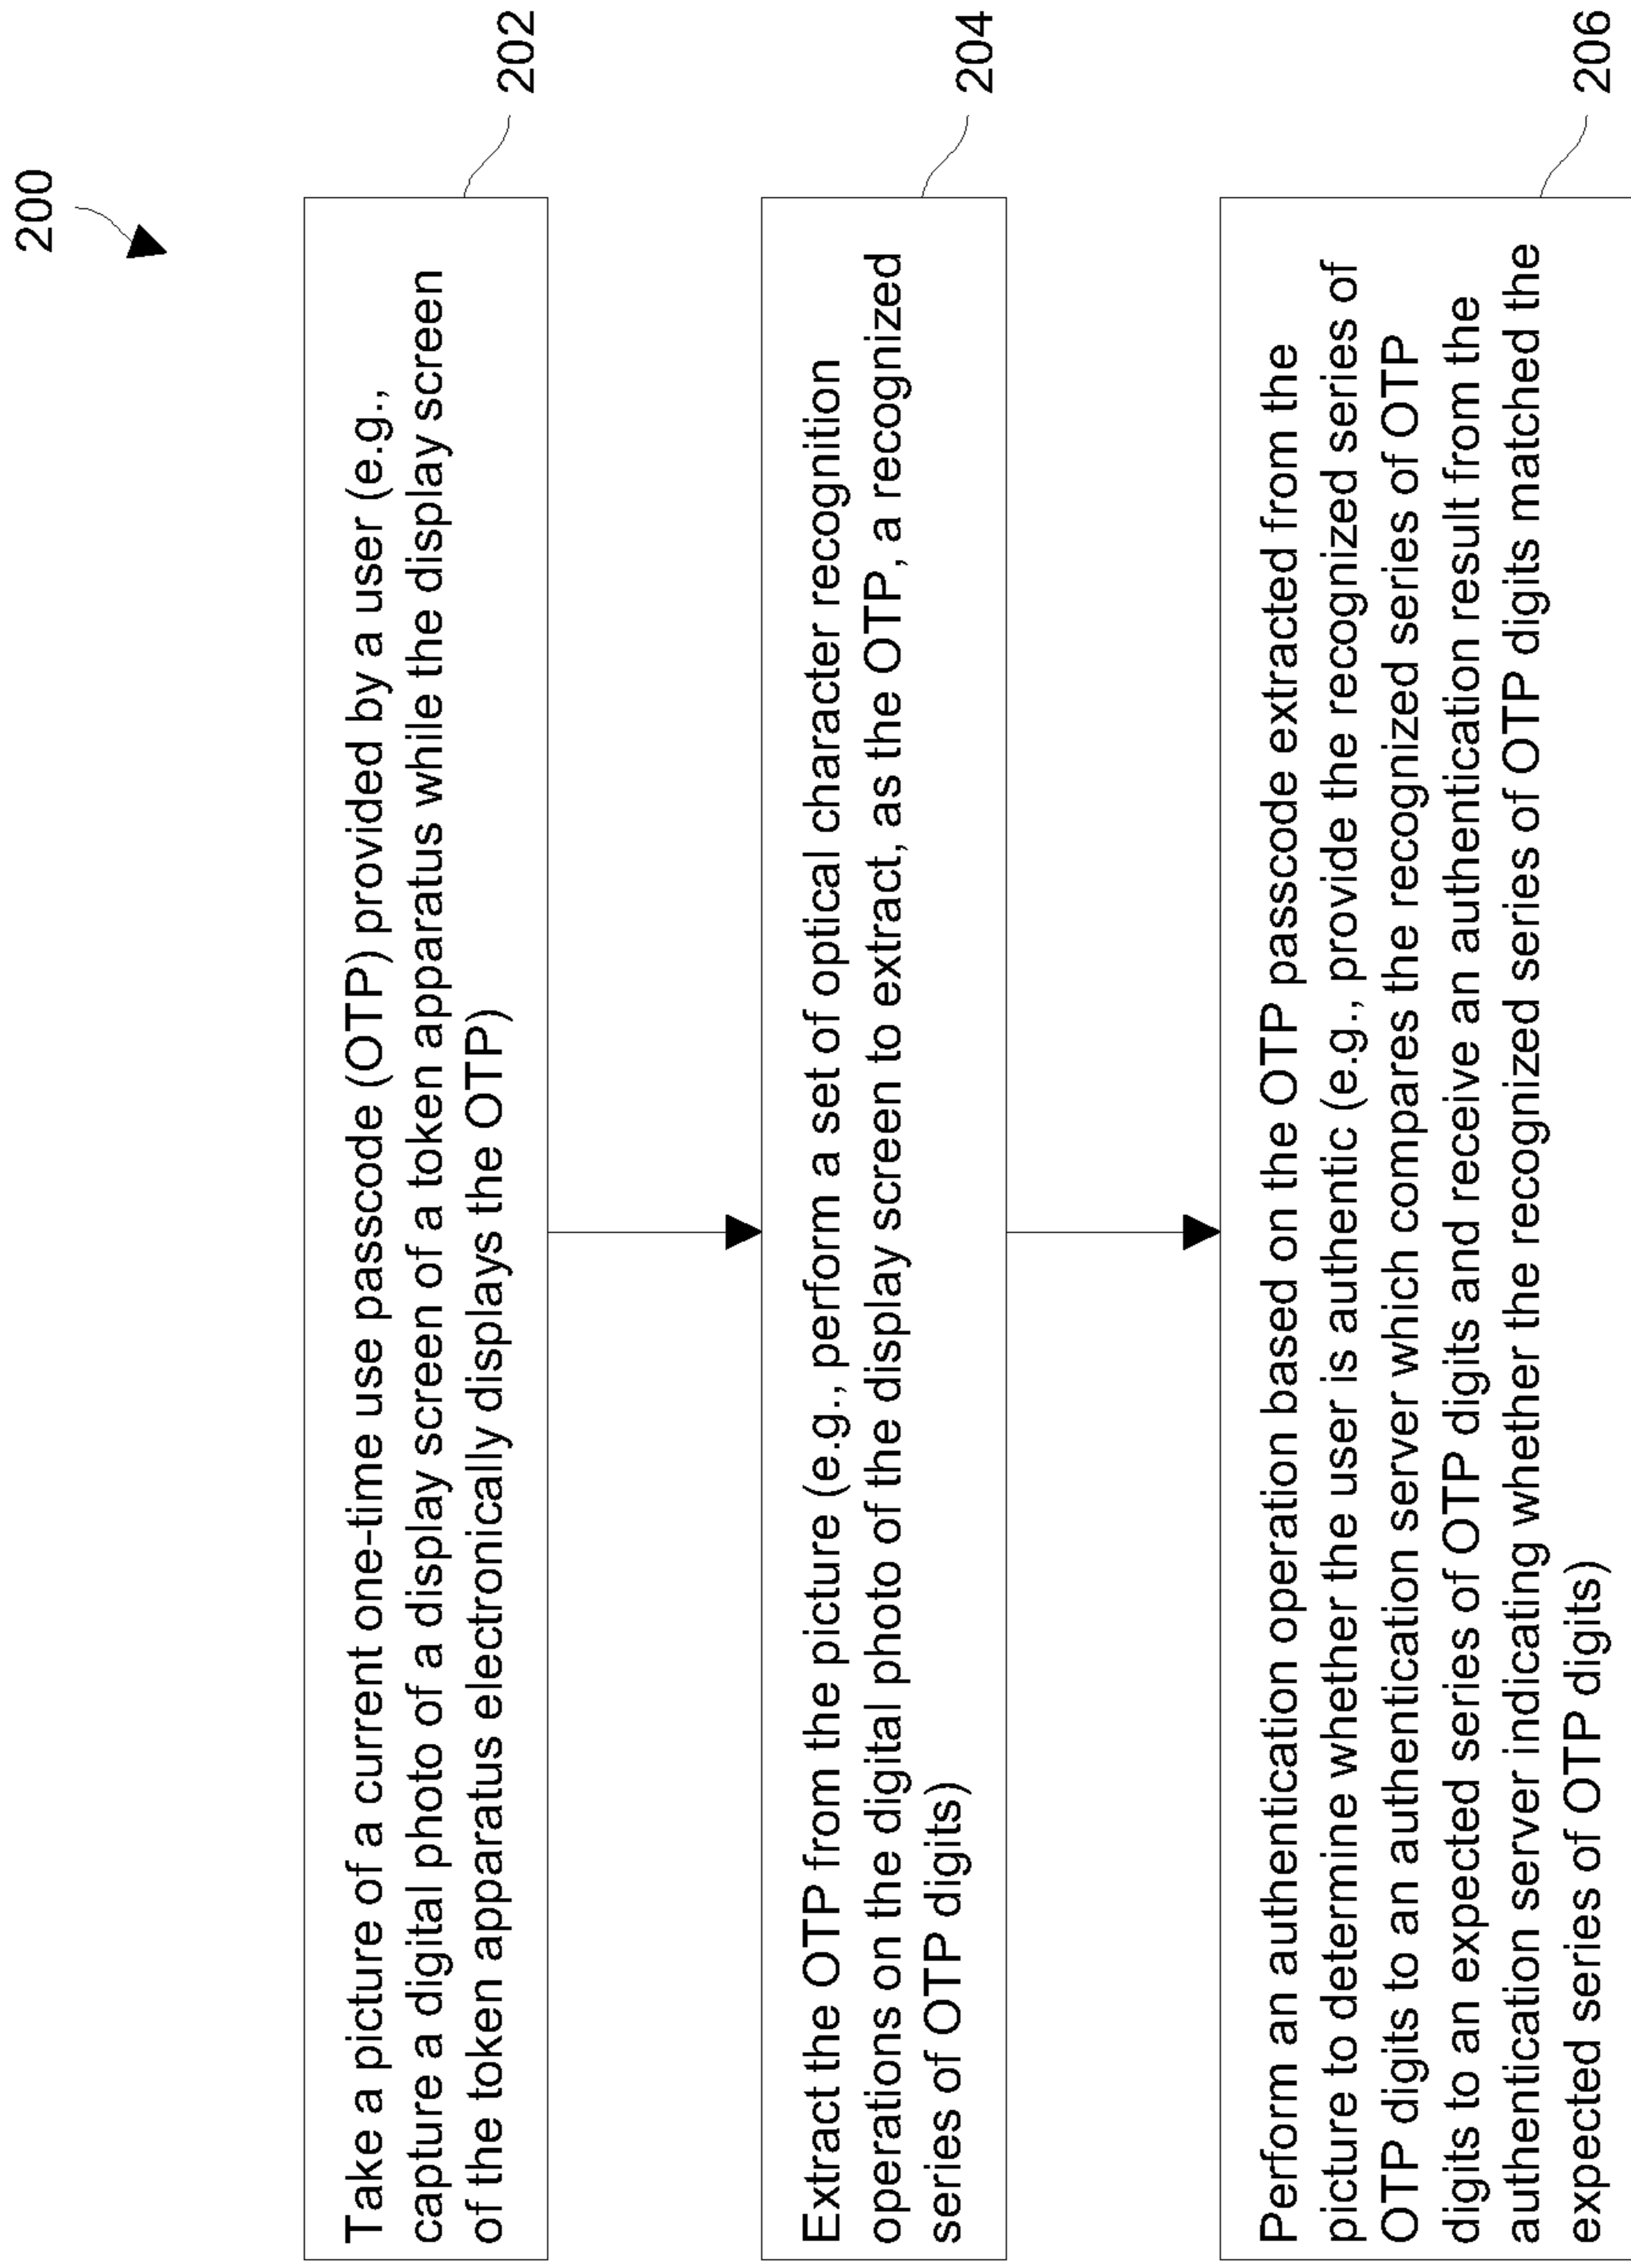 200
Take a picture of a current one-time use passcode (OTP) provided by a user (e.g.,
capture a digital photo of a display screen of a token apparatus while the display screen
of the token apparatus electronically displays the OTP)
202
Extract the OTP from the picture (e.g., perform a set of optical character recognition
operations on the digital photo of the display screen to extract, as the OTP, a recognized
series of OTP digits)
204
Perform an authentication operation based on the OTP passcode extracted from the
picture to determine whether the user is authentic (e.g., provide the recognized series of
OTP digits to an authentication server which compares the recognized series of OTP
digits to an expected series of OTP digits and receive an authentication result from the
authentication server indicating whether the recognized series of OTP digits matched the
expected series of OTP digits)
206